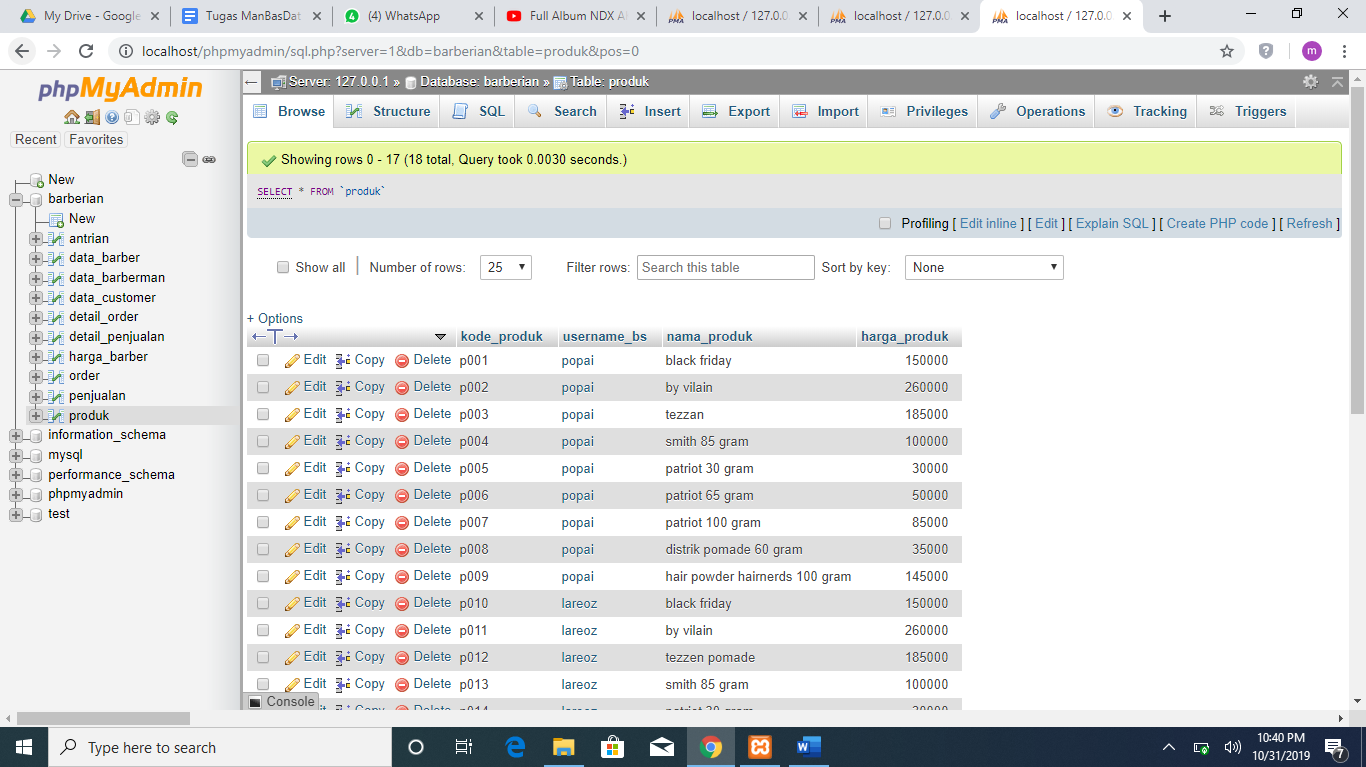 My Drive - Google
Tugas ManBasDat
(4) WhatsApp
Full Album NDX A
localhost / 127.0.0
localhost / 127.0.0
localhost / 127.0.0
localhost/phpmyadmin/sql.php?server=1&db=barberian&table=produk&pos=0
m
phpMyAdmin
Recent Favorites
New
barberian
New
antrian
data_barber
data_barberman
data_customer
detail_order
detail_penjualan
harga_barber
order
penjualan
produk
information_schema
mysql
performance_schema
phpmyadmin
test
Server: 127.0.0.1 » Database: barberian » Table: produk
Browse Structure SQL Search Insert Export Import Privileges Operations Tracking Triggers
Showing rows 0 - 17 (18 total, Query took 0.0030 seconds.)
SELECT * FROM `produk`
Profiling [ Edit inline ] [ Edit ] [ Explain SQL ] [ Create PHP code ] [ Refresh ]
Show all Number of rows: 25 Filter rows: Search this table Sort by key: None
+ Options
←T→ kode_produk username_bs nama_produk harga_produk
Edit Copy Delete p001 popai black friday 150000
Edit Copy Delete p002 popai by vilain 260000
Edit Copy Delete p003 popai tezzan 185000
Edit Copy Delete p004 popai smith 85 gram 100000
Edit Copy Delete p005 popai patriot 30 gram 30000
Edit Copy Delete p006 popai patriot 65 gram 50000
Edit Copy Delete p007 popai patriot 100 gram 85000
Edit Copy Delete p008 popai distrik pomade 60 gram 35000
Edit Copy Delete p009 popai hair powder hairnerds 100 gram 145000
Edit Copy Delete p010 lareoz black friday 150000
Edit Copy Delete p011 lareoz by vilain 260000
Edit Copy Delete p012 lareoz tezzen pomade 185000
Edit Copy Delete p013 lareoz smith 85 gram 100000
Console
Type here to search
10:40 PM
10/31/2019
7